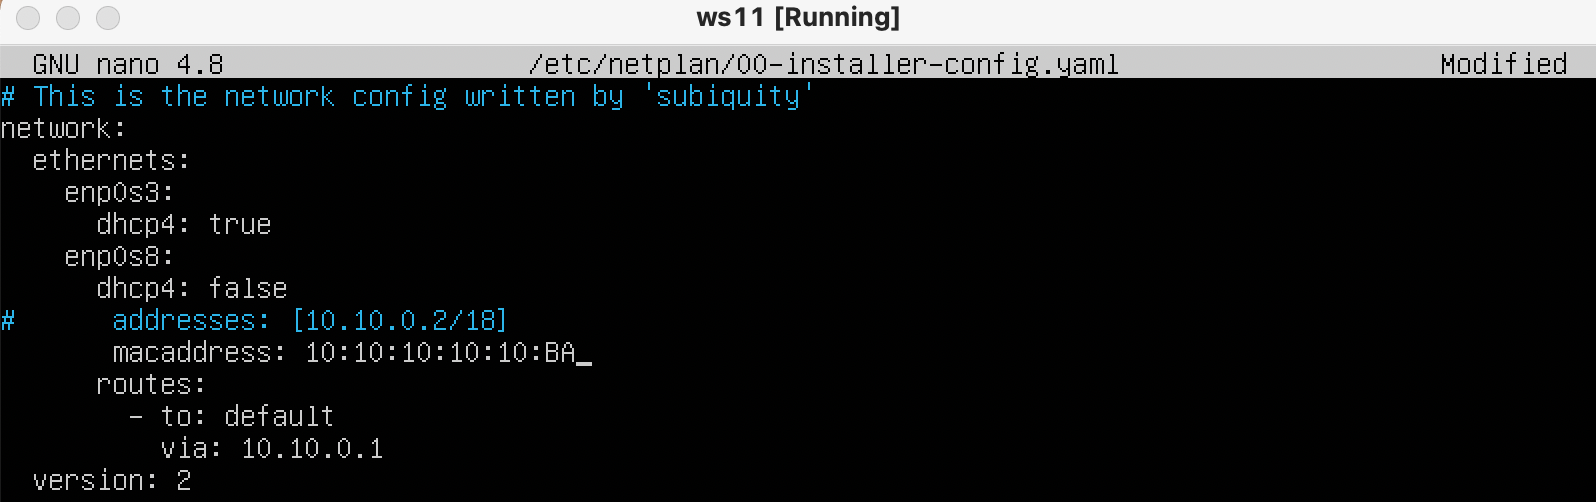 ws11 [Running]
GNU nano 4.8 /etc/netplan/00-installer-config.yaml Modified
# This is the network config written by 'subiquity'
network:
  ethernets:
    enp0s3:
      dhcp4: true
    enp0s8:
      dhcp4: false
#      addresses: [10.10.0.2/18]
       macaddress: 10:10:10:10:10:BA_
      routes:
        - to: default
          via: 10.10.0.1
  version: 2